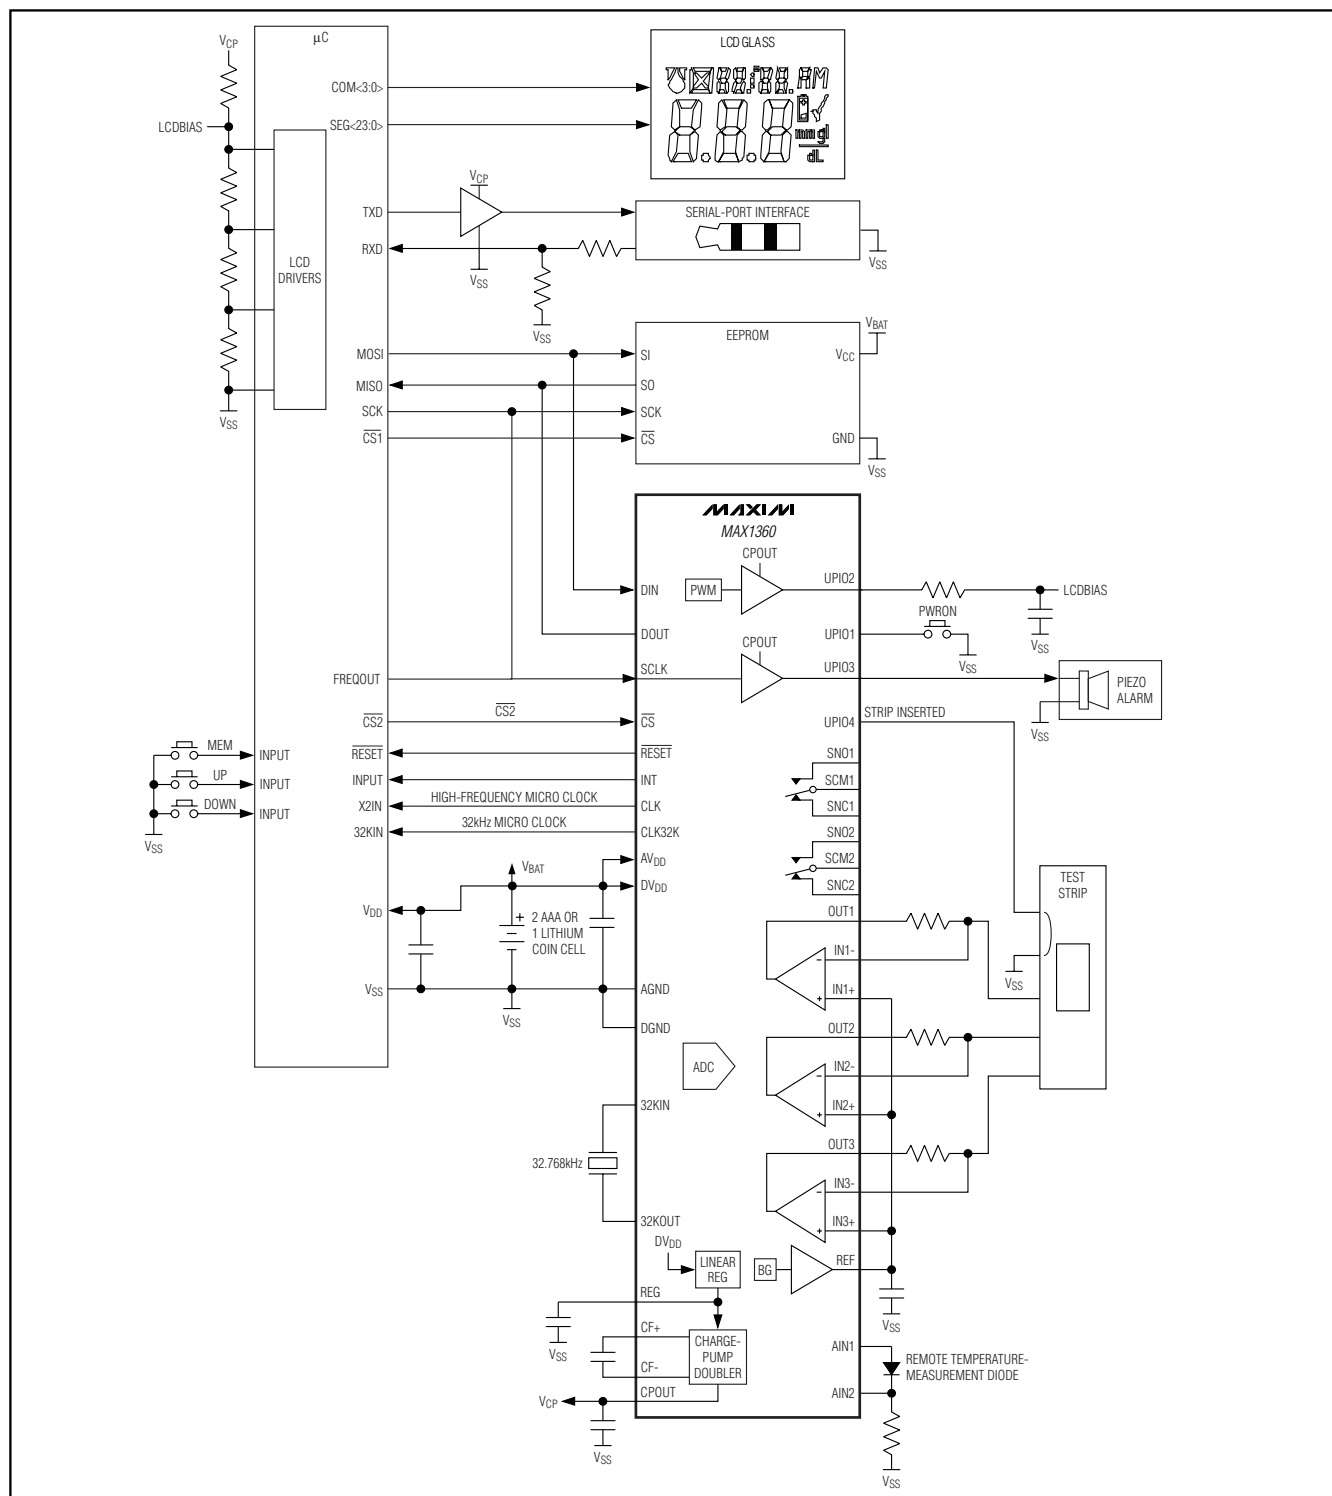 VCP
μC
LCD GLASS
COM<3:0>
88:88. AM
LCDBIAS
SEG<23:0>
8.8.8
mmgl
dL
VCP
TXD
SERIAL-PORT INTERFACE
RXD
LCD
DRIVERS
VSS
VSS
VSS
VBAT
EEPROM
MOSI
SI
VCC
MISO
SO
SCK
SCK
VSS
CS1
CS
GND
VSS
MAXIM
MAX1360
CPOUT
UPIO2
DIN
PWM
LCDBIAS
PWRON
DOUT
CPOUT
UPIO1
VSS
VSS
SCLK
UPIO3
FREQOUT
PIEZO
ALARM
STRIP INSERTED
CS2
CS2
CS
UPIO4
VSS
MEM
INPUT
RESET
RESET
SNO1
UP
INPUT
INPUT
INT
SCM1
DOWN
INPUT
X2IN
HIGH-FREQUENCY MICRO CLOCK
CLK
SNC1
32KIN
32kHz MICRO CLOCK
CLK32K
SNO2
VSS
AVDD
SCM2
VBAT
DVDD
SNC2
TEST
STRIP
VDD
+
2 AAA OR
1 LITHIUM
COIN CELL
OUT1
IN1-
-
VSS
VSS
AGND
IN1+
+
VSS
DGND
OUT2
ADC
IN2-
-
32KIN
IN2+
+
OUT3
32.768kHz
IN3-
-
32KOUT
IN3+
+
DVDD
LINEAR
REG
BG
REF
REG
VSS
CF+
CHARGE-
PUMP
DOUBLER
AIN1
VSS
REMOTE TEMPERATURE-
MEASUREMENT DIODE
CF-
CPOUT
AIN2
VCP
VSS
VSS